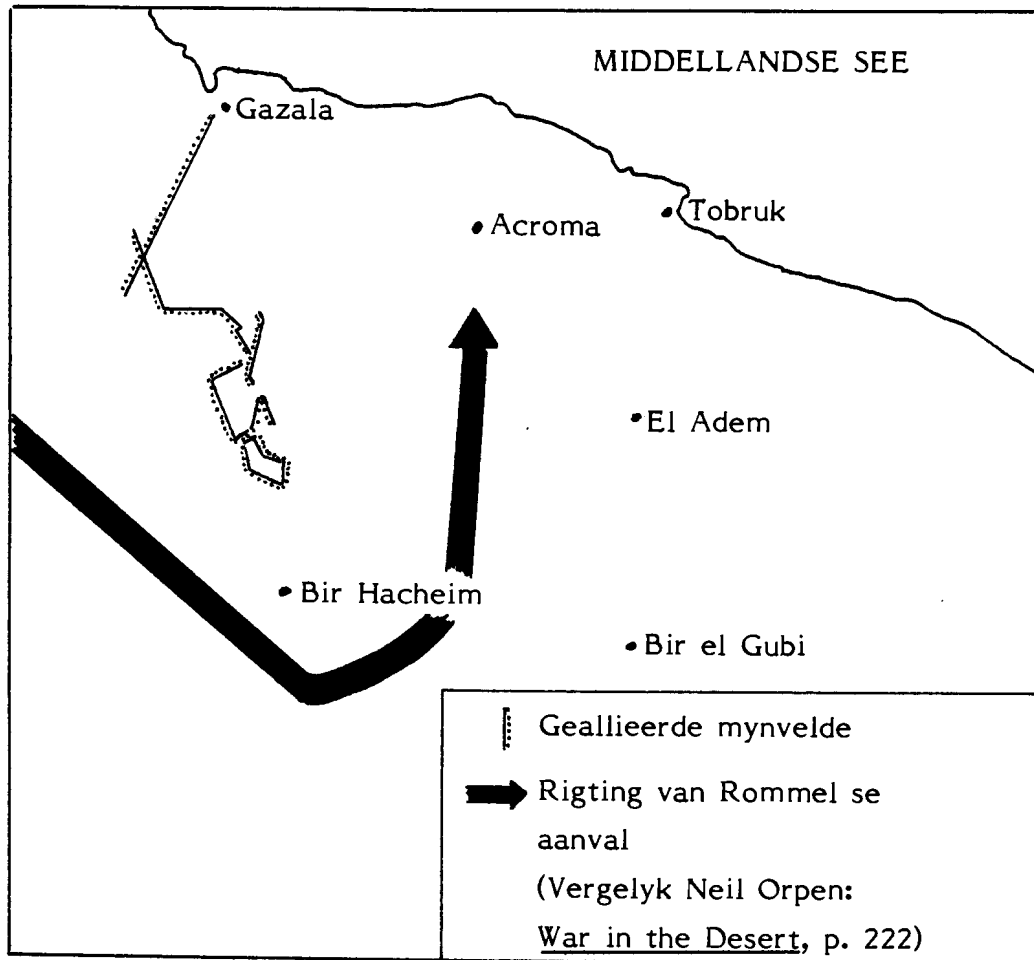 MIDDELLANDSE SEE
Gazala
Acroma
Tobruk
El Adem
Bir Hacheim
Bir el Gubi
Geallieerde mynvelde
Rigting van Rommel se
aanval
(Vergelyk Neil Orpen:
War in the Desert, p. 222)